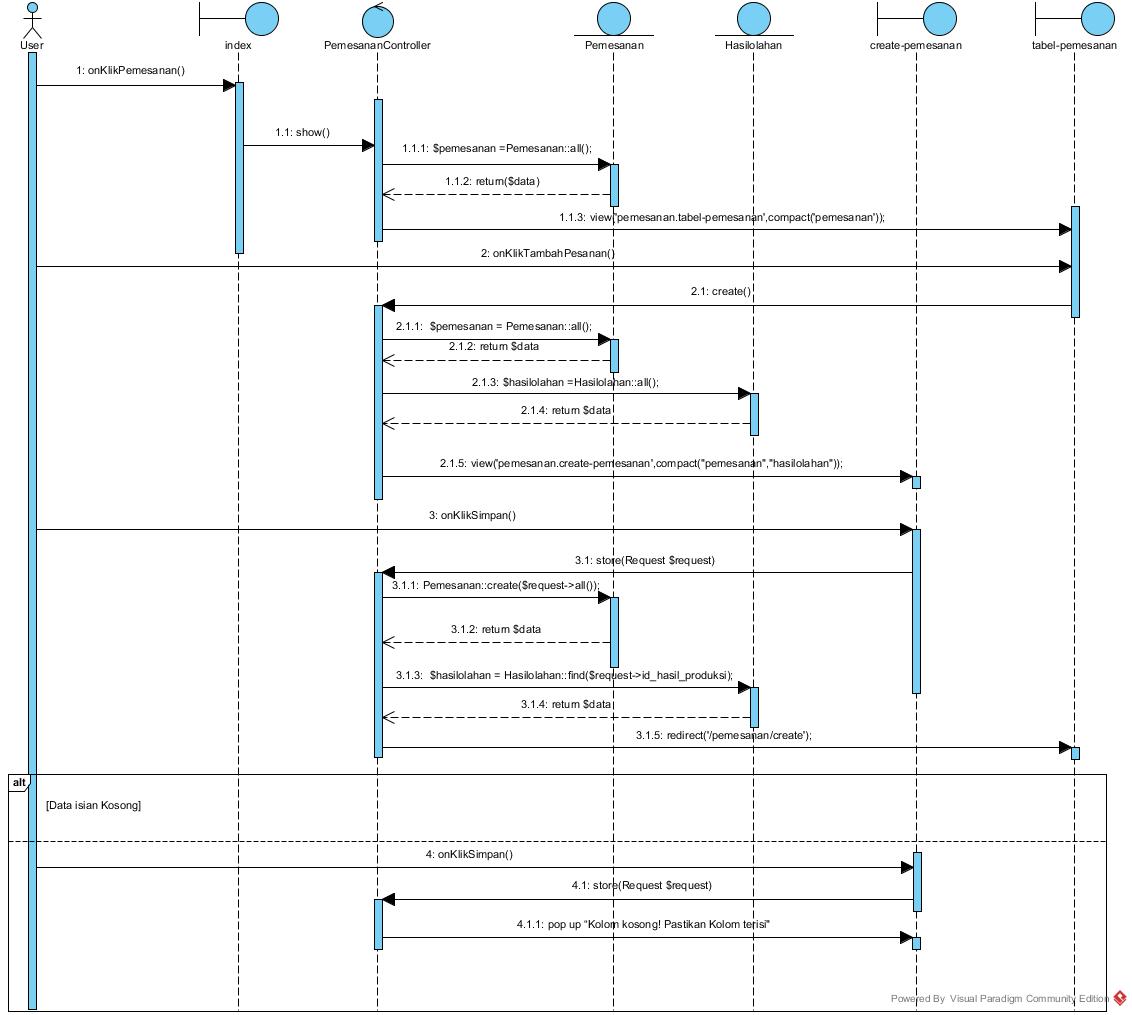 User
index
PemesananController
Pemesanan
Hasilolahan
create-pemesanan
tabel-pemesanan
1: onKlikPemesanan()
1.1: show()
1.1.1: $pemesanan =Pemesanan::all();
1.1.2: return($data)
1.1.3: view('pemesanan.tabel-pemesanan',compact('pemesanan'));
2: onKlikTambahPesanan()
2.1: create()
2.1.1: $pemesanan = Pemesanan::all();
2.1.2: return $data
2.1.3: $hasilolahan =Hasilolahan::all();
2.1.4: return $data
2.1.5: view('pemesanan.create-pemesanan',compact("pemesanan","hasilolahan"));
3: onKlikSimpan()
3.1: store(Request $request)
3.1.1: Pemesanan::create($request->all());
3.1.2: return $data
3.1.3: $hasilolahan = Hasilolahan::find($request->id_hasil_produksi);
3.1.4: return $data
3.1.5: redirect('/pemesanan/create');
alt
[Data isian Kosong]
4: onKlikSimpan()
4.1: store(Request $request)
4.1.1: pop up “Kolom kosong! Pastikan Kolom terisi"
Powered By Visual Paradigm Community Edition